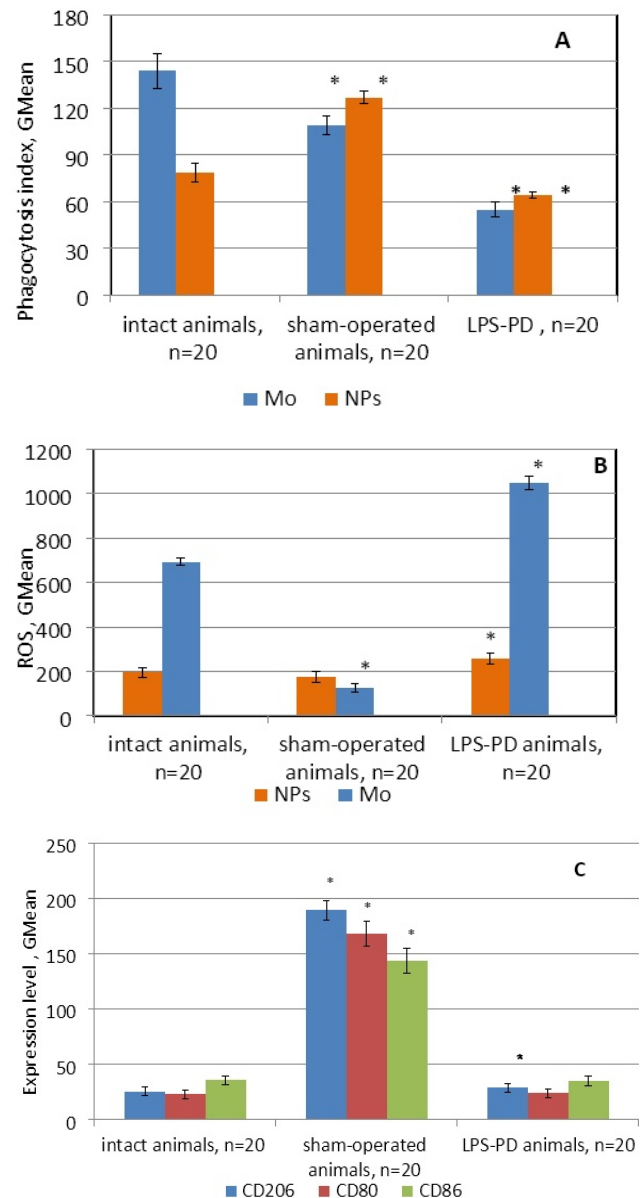 A
180
150
120
90
60
30
0
Phagocytosis index, GMean
* *
* *
intact animals, n=20
sham-operated animals, n=20
LPS-PD , n=20
Mo NPs
B
1200
1000
800
600
400
200
0
ROS, GMean
*
* *
intact animals, n=20
sham-operated animals, n=20
LPS-PD animals, n=20
NPs Mo
C
250
200
150
100
50
0
Expression level , GMean
* * *
*
intact animals, n=20
sham-operated animals, n=20
LPS-PD animals, n=20
CD206 CD80 CD86